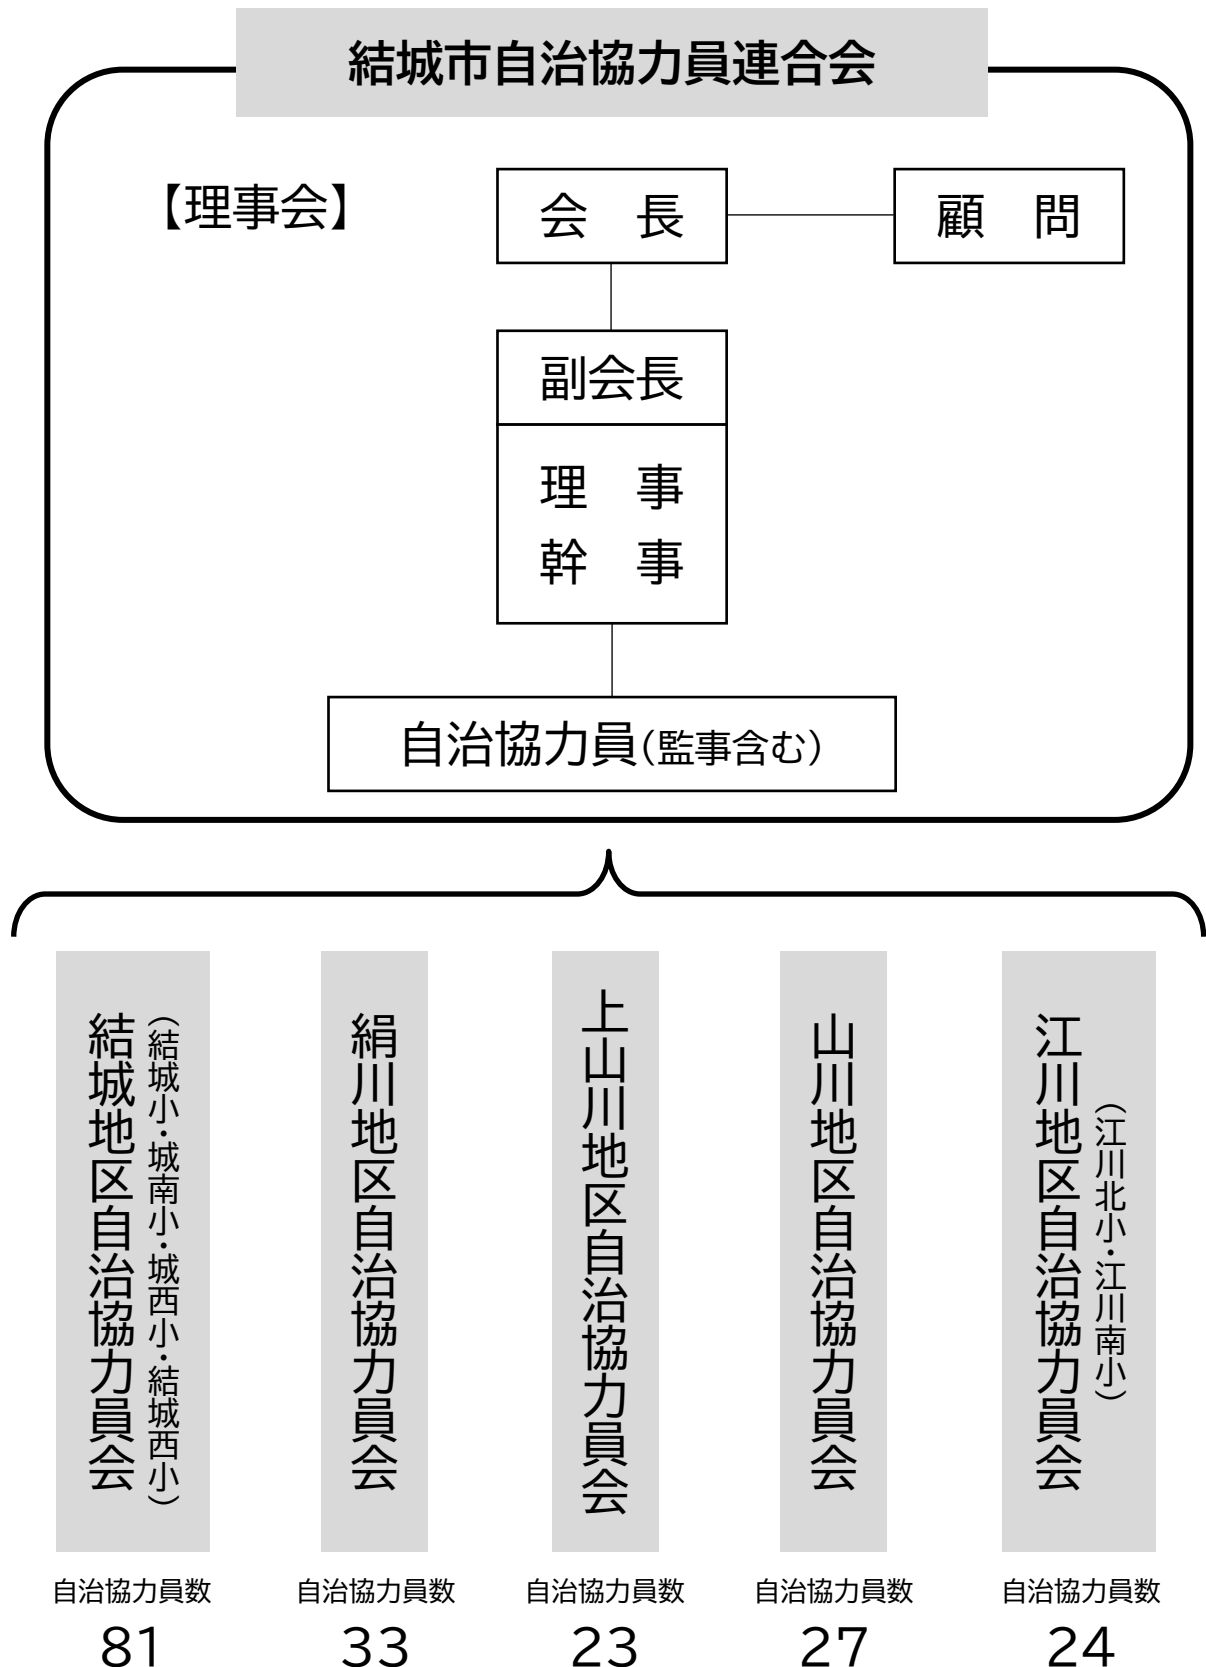 結城市自治協力員連合会
【理事会】
会　長
顧　問
副会長
理　事
幹　事
自治協力員（監事含む）
結城地区自治協力員会
（結城小・城南小・城西小・結城西小）
絹川地区自治協力員会
上山川地区自治協力員会
山川地区自治協力員会
江川地区自治協力員会
（江川北小・江川南小）
自治協力員数
81
自治協力員数
33
自治協力員数
23
自治協力員数
27
自治協力員数
24